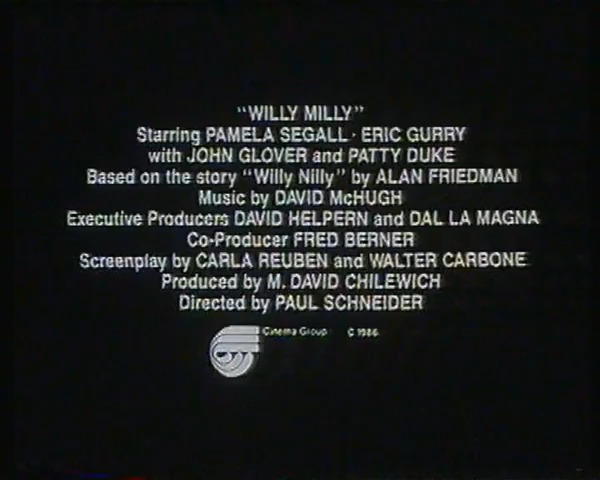 "WILLY MILLY"
Starring PAMELA SEGALL · ERIC GURRY
with JOHN GLOVER and PATTY DUKE
Based on the story "Willy Nilly" by ALAN FRIEDMAN
Music by DAVID McHUGH
Executive Producers DAVID HELPERN and DAL LA MAGNA
Co-Producer FRED BERNER
Screenplay by CARLA REUBEN and WALTER CARBONE
Produced by M. DAVID CHILEWICH
Directed by PAUL SCHNEIDER
Cinema Group © 1986